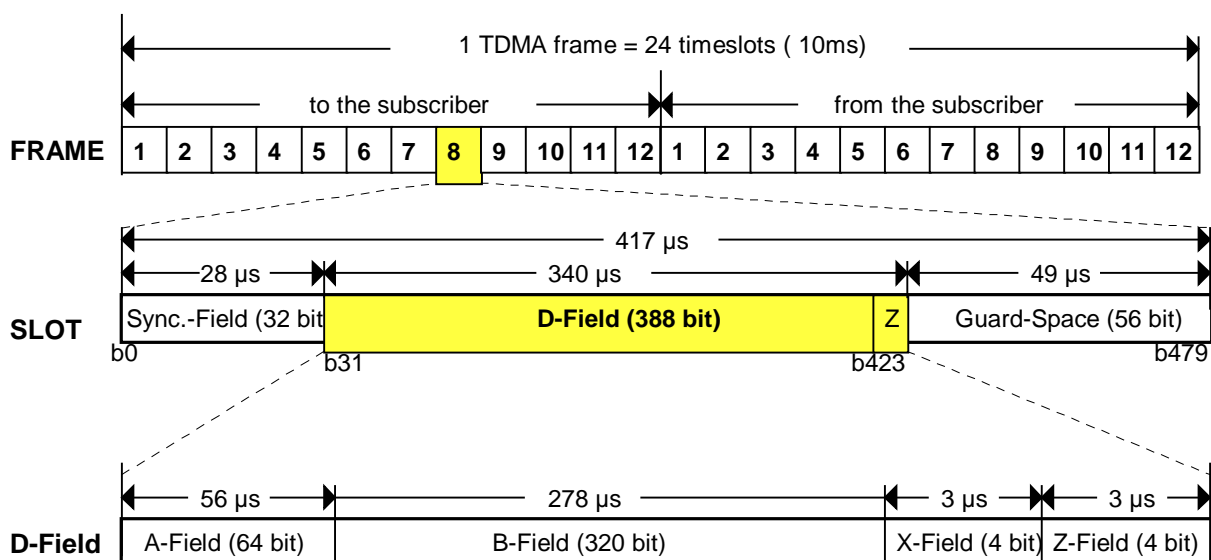 1 TDMA frame = 24 timeslots ( 10ms)
to the subscriber from the subscriber
FRAME 1 2 3 4 5 6 7 8 9 10 11 12 1 2 3 4 5 6 7 8 9 10 11 12
417 µs
28 µs 340 µs 49 µs
SLOT Sync.-Field (32 bit D-Field (388 bit) Z Guard-Space (56 bit)
b0 b31 b423 b479
56 µs 278 µs 3 µs 3 µs
D-Field A-Field (64 bit) B-Field (320 bit) X-Field (4 bit) Z-Field (4 bit)